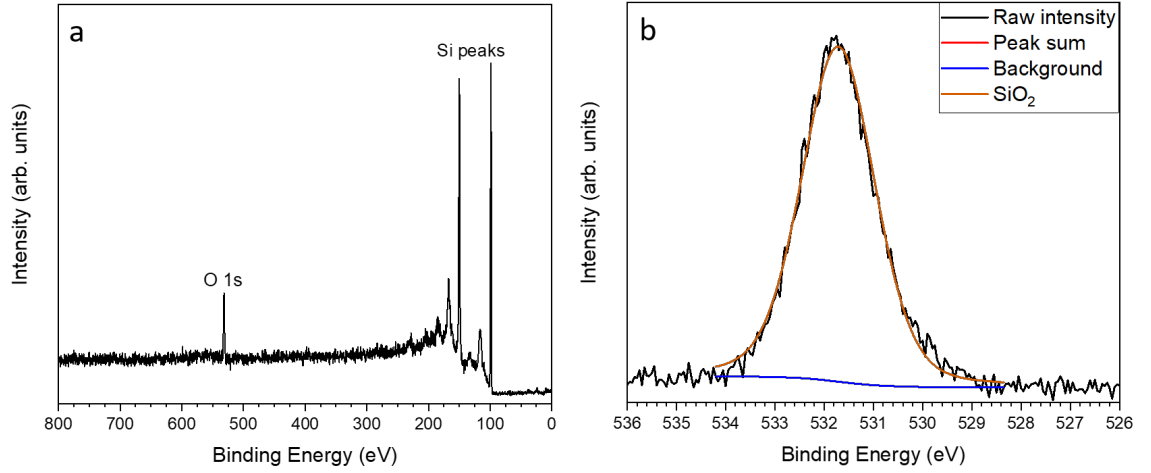 a
Si peaks
O 1s
Intensity (arb. units)
800 700 600 500 400 300 200 100 0
Binding Energy (eV)
b
Raw intensity
Peak sum
Background
SiO₂
Intensity (arb. units)
536 535 534 533 532 531 530 529 528 527 526
Binding Energy (eV)